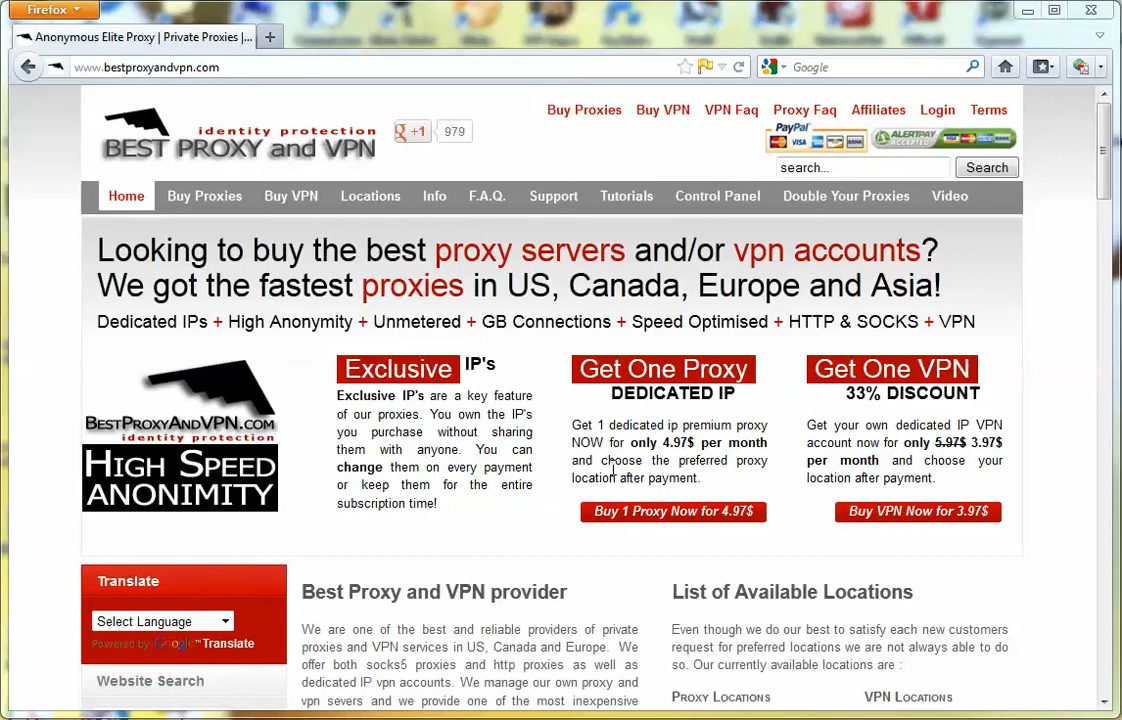 Firefox
Anonymous Elite Proxy | Private Proxies |...
www.bestproxyandvpn.com
Google
identity protection
BEST PROXY and VPN
+1
979
Buy Proxies Buy VPN VPN Faq Proxy Faq Affiliates Login Terms
PayPal
VISA BANK
ALERTPAY
ACCEPTED
VISA BANK
search...
Search
Home Buy Proxies Buy VPN Locations Info F.A.Q. Support Tutorials Control Panel Double Your Proxies Video
Looking to buy the best proxy servers and/or vpn accounts?
We got the fastest proxies in US, Canada, Europe and Asia!
Dedicated IPs + High Anonymity + Unmetered + GB Connections + Speed Optimised + HTTP & SOCKS + VPN
BESTPROXYANDVPN.COM
identity protection
HIGH SPEED
ANONIMITY
Exclusive IP's
Exclusive IP's are a key feature
of our proxies. You own the IP's
you purchase without sharing
them with anyone. You can
change them on every payment
or keep them for the entire
subscription time!
Get One Proxy
DEDICATED IP
Get 1 dedicated ip premium proxy
NOW for only 4.97$ per month
and choose the preferred proxy
location after payment.
Buy 1 Proxy Now for 4.97$
Get One VPN
33% DISCOUNT
Get your own dedicated IP VPN
account now for only 5.97$ 3.97$
per month and choose your
location after payment.
Buy VPN Now for 3.97$
Translate
Select Language
Powered by Google™Translate
Website Search
Best Proxy and VPN provider
We are one of the best and reliable providers of private
proxies and VPN services in US, Canada and Europe. We
offer both socks5 proxies and http proxies as well as
dedicated IP vpn accounts. We manage our own proxy and
vpn severs and we provide one of the most inexpensive
List of Available Locations
Even though we do our best to satisfy each new customers
request for preferred locations we are not always able to do
so. Our currently available locations are :
PROXY LOCATIONS
VPN LOCATIONS